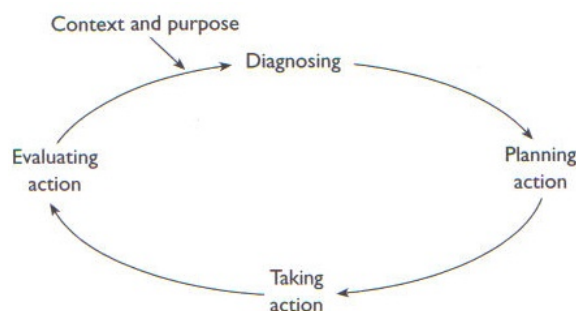 Context and purpose
Diagnosing
Evaluating
action
Planning
action
Taking
action